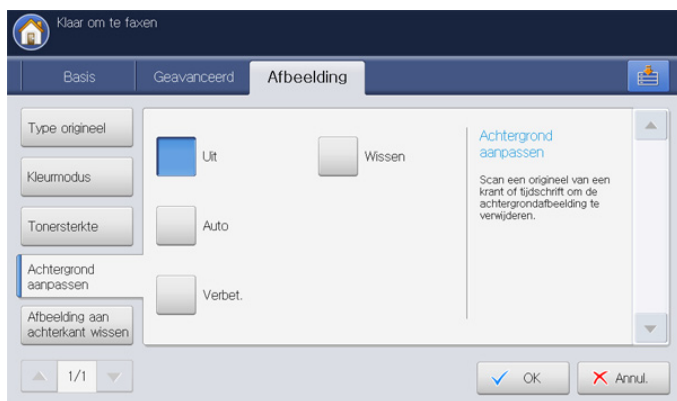 Klaar om te faxen
Basis
Geavanceerd
Afbeelding
Type origineel
Kleurmodus
Tonersterkte
Achtergrond
aanpassen
Afbeelding aan
achterkant wissen
1/1
Uit
Wissen
Auto
Verbet.
Achtergrond
aanpassen
Scan een origineel van een
krant of tijdschrift om de
achtergrondafbeelding te
verwijderen.
OK
Annul.